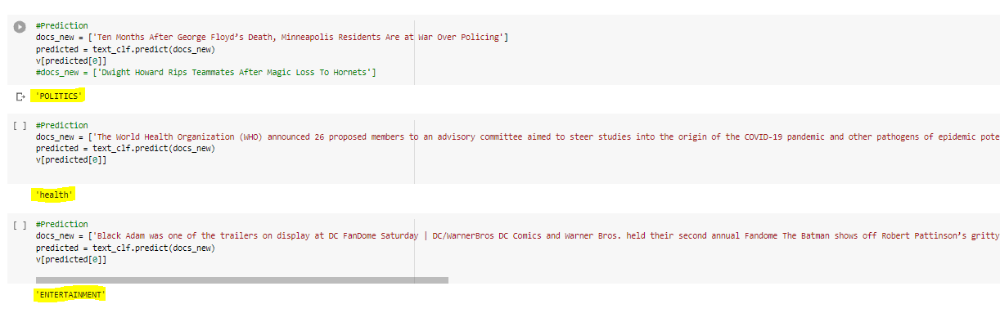 #Prediction
docs_new = ['Ten Months After George Floyd’s Death, Minneapolis Residents Are at War Over Policing']
predicted = text_clf.predict(docs_new)
v[predicted[0]]
#docs_new = ['Dwight Howard Rips Teammates After Magic Loss To Hornets']
'POLITICS'
[ ] #Prediction
docs_new = ['The World Health Organization (WHO) announced 26 proposed members to an advisory committee aimed to steer studies into the origin of the COVID-19 pandemic and other pathogens of epidemic pote
predicted = text_clf.predict(docs_new)
v[predicted[0]]
'health'
[ ] #Prediction
docs_new = ['Black Adam was one of the trailers on display at DC FanDome Saturday | DC/WarnerBros DC Comics and Warner Bros. held their second annual Fandome The Batman shows off Robert Pattinson’s gritty
predicted = text_clf.predict(docs_new)
v[predicted[0]]
'ENTERTAINMENT'